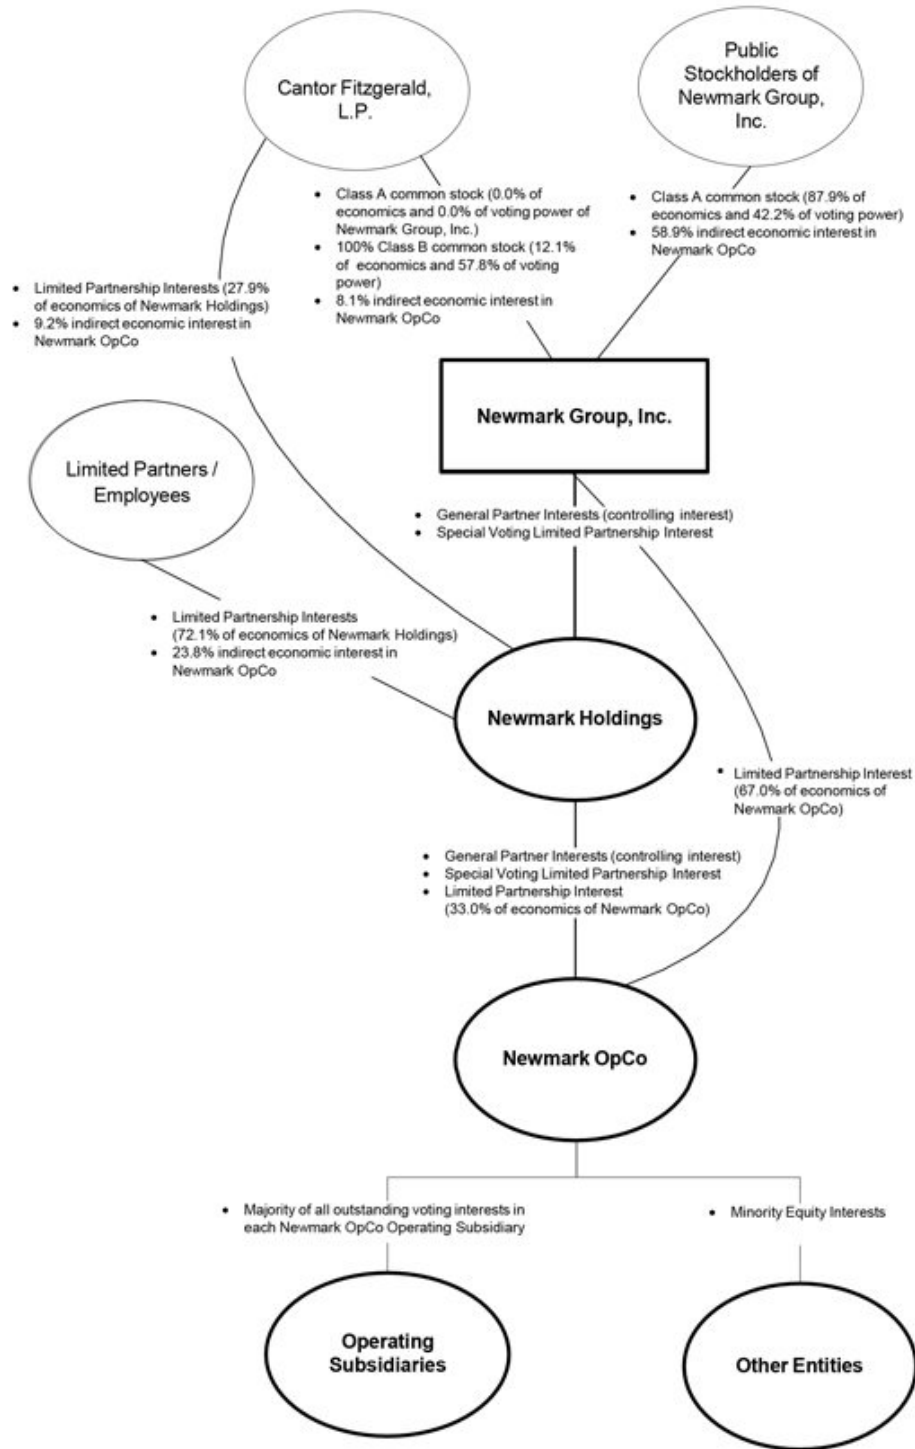 Cantor Fitzgerald,
L.P.
Public
Stockholders of
Newmark Group,
Inc.
• Class A common stock (0.0% of
economics and 0.0% of voting power of
Newmark Group, Inc.)
• 100% Class B common stock (12.1%
of economics and 57.8% of voting
power)
• 8.1% indirect economic interest in
Newmark OpCo
• Class A common stock (87.9% of
economics and 42.2% of voting power)
• 58.9% indirect economic interest in
Newmark OpCo
• Limited Partnership Interests (27.9%
of economics of Newmark Holdings)
• 9.2% indirect economic interest in
Newmark OpCo
Newmark Group, Inc.
Limited Partners /
Employees
• General Partner Interests (controlling interest)
• Special Voting Limited Partnership Interest
• Limited Partnership Interests
(72.1% of economics of Newmark Holdings)
• 23.8% indirect economic interest in
Newmark OpCo
Newmark Holdings
• Limited Partnership Interest
(67.0% of economics of
Newmark OpCo)
• General Partner Interests (controlling interest)
• Special Voting Limited Partnership Interest
• Limited Partnership Interest
(33.0% of economics of Newmark OpCo)
Newmark OpCo
• Majority of all outstanding voting interests in
each Newmark OpCo Operating Subsidiary
• Minority Equity Interests
Operating
Subsidiaries
Other Entities